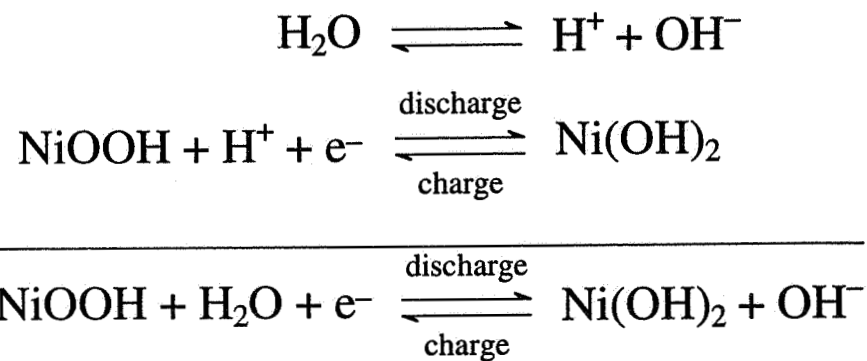 H₂O ⇌ H⁺ + OH⁻
discharge
NiOOH + H⁺ + e⁻ ⇌ Ni(OH)₂
charge
discharge
NiOOH + H₂O + e⁻ ⇌ Ni(OH)₂ + OH⁻
charge